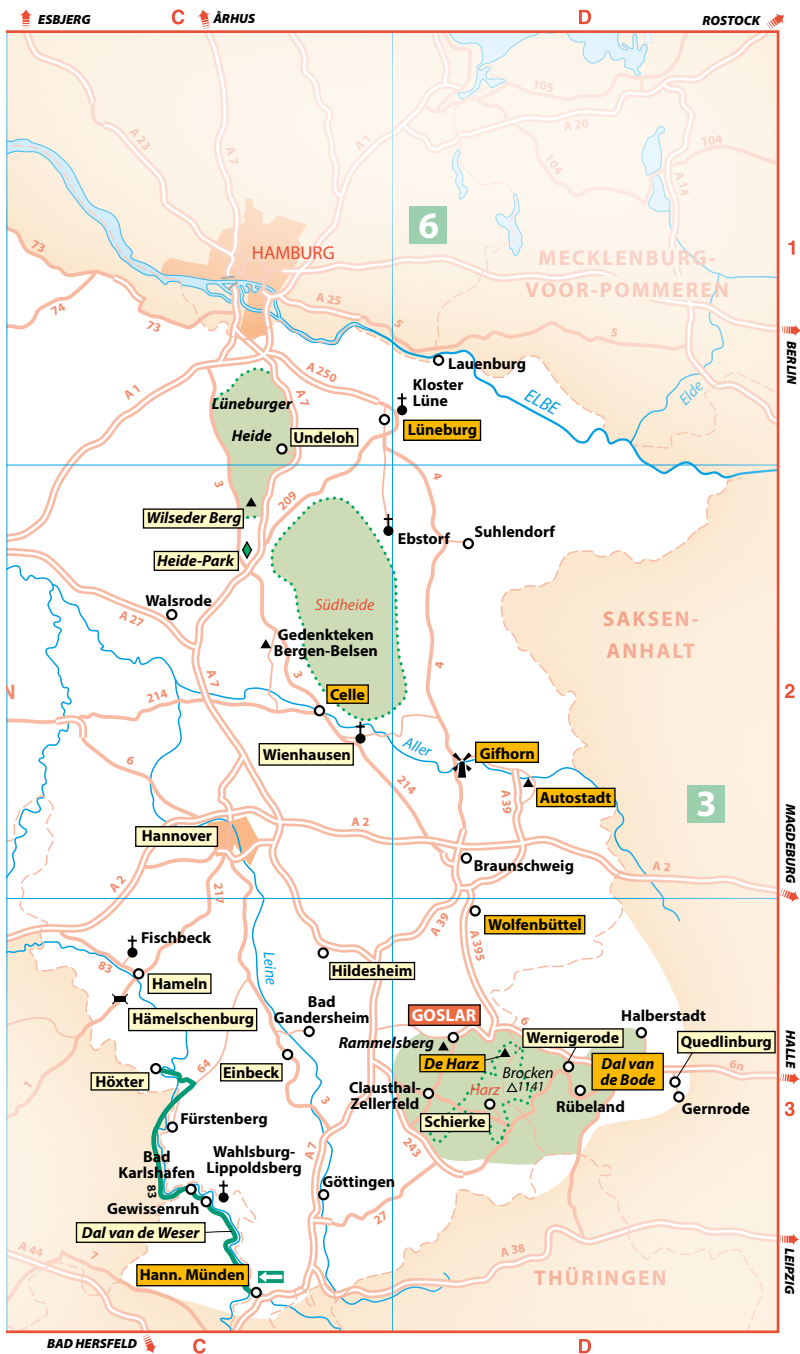 ESBJERG
C
ÅRHUS
D
ROSTOCK
105
A 20
A 23
A 7
A 1
104
104
A 14
6
1
HAMBURG
73
MECKLENBURG-
VOOR-POMMEREN
74
73
A 25
5
5
BERLIN
A 1
A 250
A 7
Lauenburg
Kloster
Lüne
ELBE
Elde
Lüneburger
Heide
Undeloh
Lüneburg
3
209
4
Wilseder Berg
Ebstorf
Suhlendorf
Heide-Park
Walsrode
A 27
Südheide
SAKSEN-
ANHALT
Gedenkteken
Bergen-Belsen
A 7
3
4
N
214
Celle
2
Wienhausen
Aller
Gifhorn
6
214
A 39
Autostadt
3
Hannover
A 2
MAGDEBURG
A 2
217
Braunschweig
A 2
A 39
Wolfenbüttel
A 395
Fischbeck
83
Leine
Hameln
Hildesheim
Hämelschenburg
Bad
Gandersheim
GOSLAR
6
Halberstadt
Rammelsberg
Wernigerode
Quedlinburg
HALLE
64
Einbeck
De Harz
Dal van
de Bode
6n
Höxter
Brocken
1141
1
Clausthal-
Zellerfeld
Harz
3
Rübeland
Gernrode
3
Schierke
Fürstenberg
A 7
243
Wahlsburg-
Lippoldsberg
Bad
Karlshafen
83
Göttingen
Gewissenruh
27
Dal van de Weser
A 44
7
A 38
LEIPZIG
Hann. Münden
THÜRINGEN
BAD HERSFELD
C
D